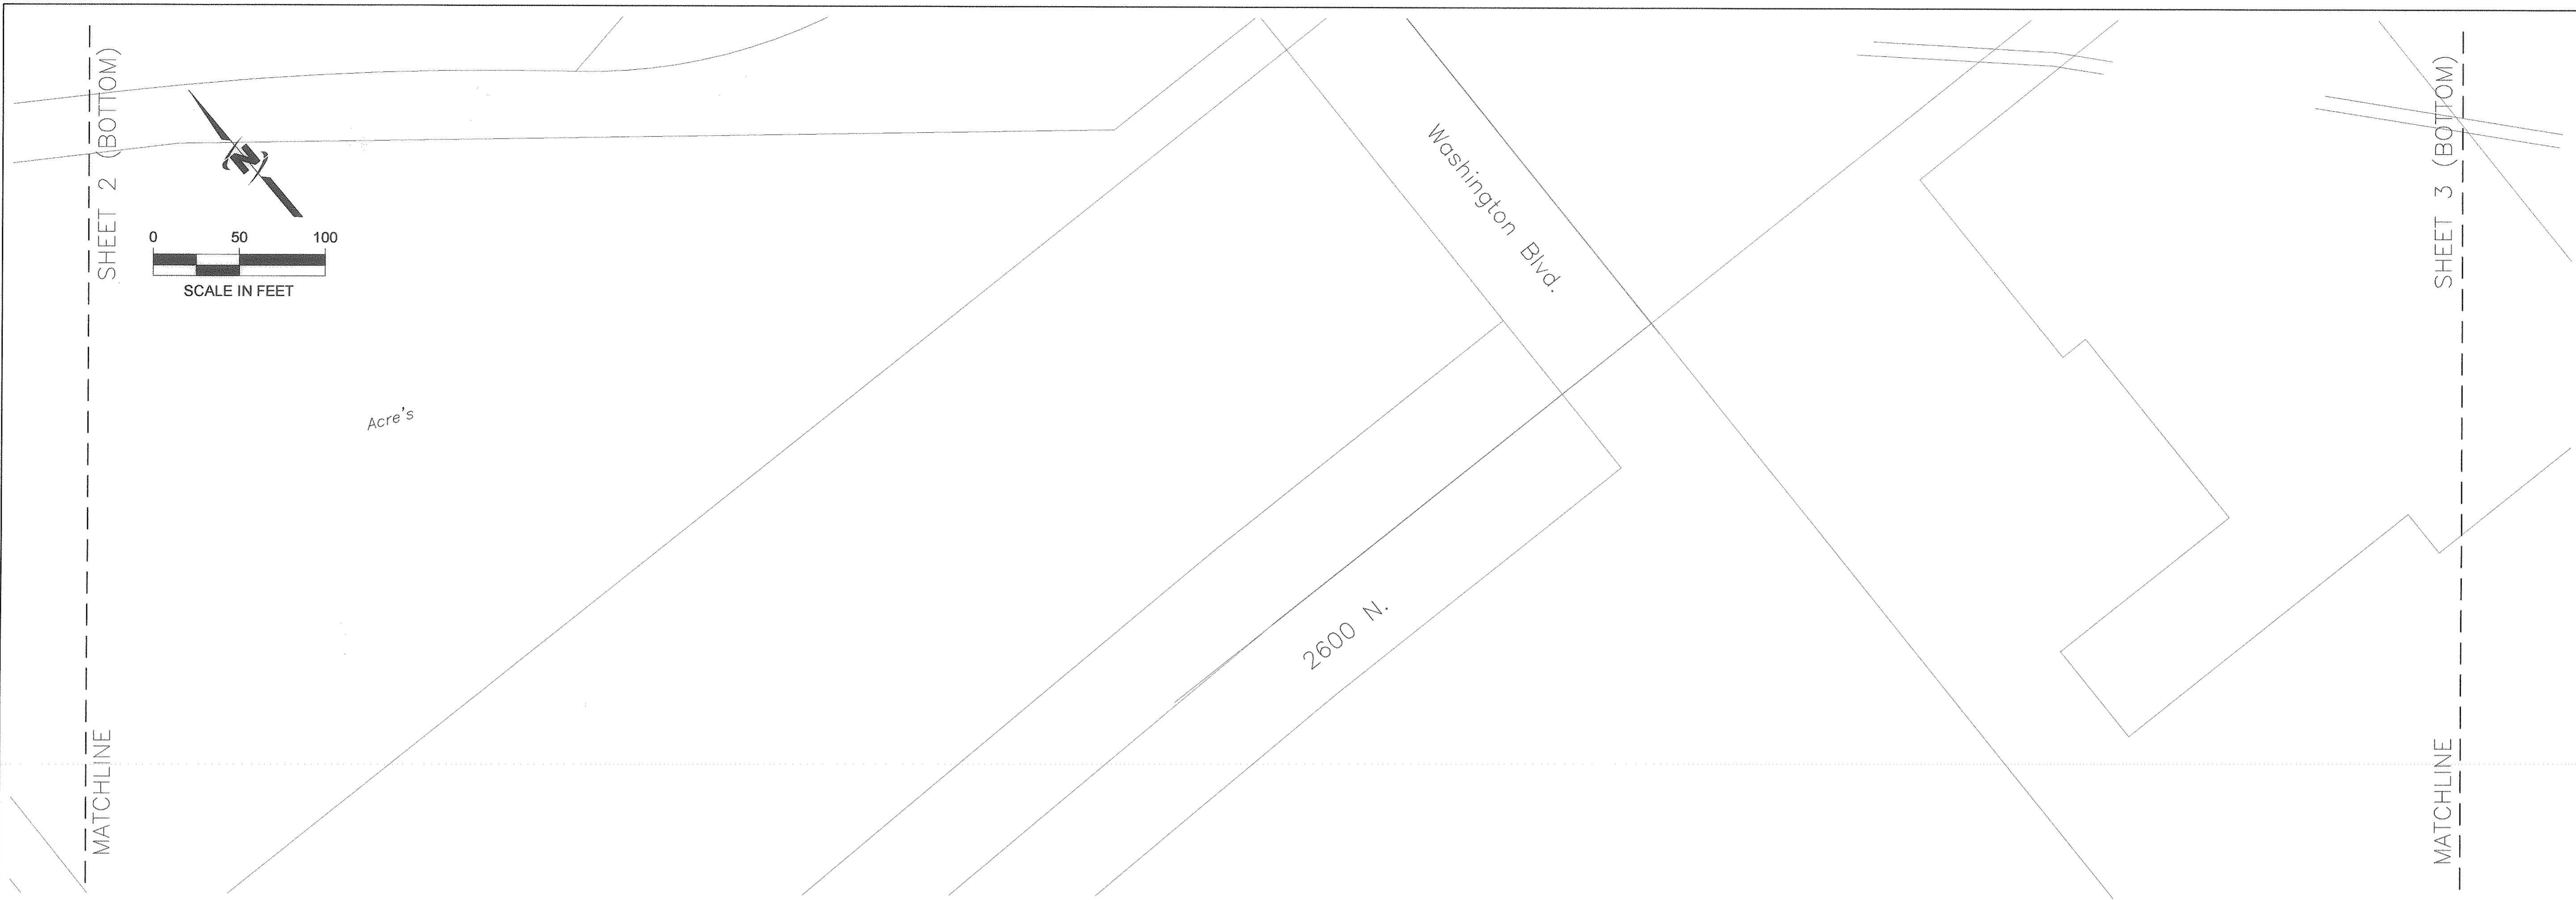 SHEET 2 (BOTTOM)
MATCHLINE
N
0 50 100
SCALE IN FEET
Acre's
Washington Blvd.
2600 N.
SHEET 3 (BOTTOM)
MATCHLINE